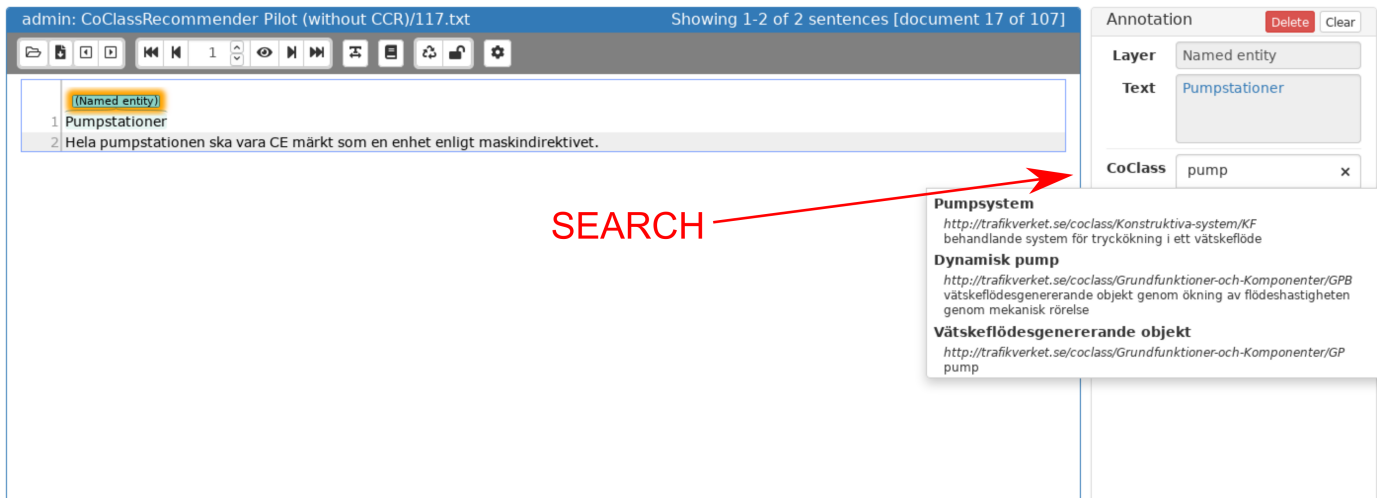 admin: CoClassRecommender Pilot (without CCR)/117.txt
Showing 1-2 of 2 sentences [document 17 of 107]
1
(Named entity)
1 Pumpstationer
2 Hela pumpstationen ska vara CE märkt som en enhet enligt maskindirektivet.
SEARCH
Annotation
Delete
Clear
Layer
Named entity
Text
Pumpstationer
CoClass
pump
Pumpsystem
http://trafikverket.se/coclass/Konstruktiva-system/KF
behandlande system för tryckökning i ett vätskeflöde
Dynamisk pump
http://trafikverket.se/coclass/Grundfunktioner-och-Komponenter/GPB
vätskeflödesgenererande objekt genom ökning av flödeshastigheten
genom mekanisk rörelse
Vätskeflödesgenererande objekt
http://trafikverket.se/coclass/Grundfunktioner-och-Komponenter/GP
pump